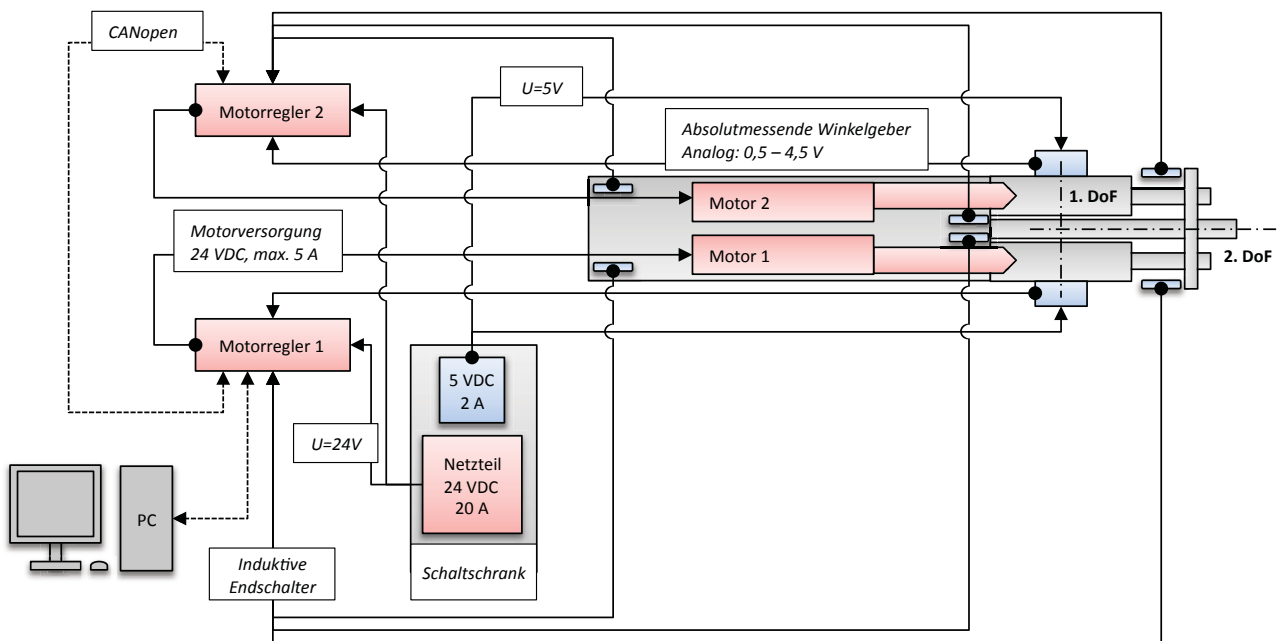 CANopen
Motorregler 2
U=5V
Absolutmessende Winkelgeber
Analog: 0,5 – 4,5 V
Motor 2
1. DoF
Motorversorgung
24 VDC, max. 5 A
Motor 1
2. DoF
Motorregler 1
5 VDC
2 A
U=24V
Netzteil
24 VDC
20 A
PC
Induktive
Endschalter
Schaltschrank